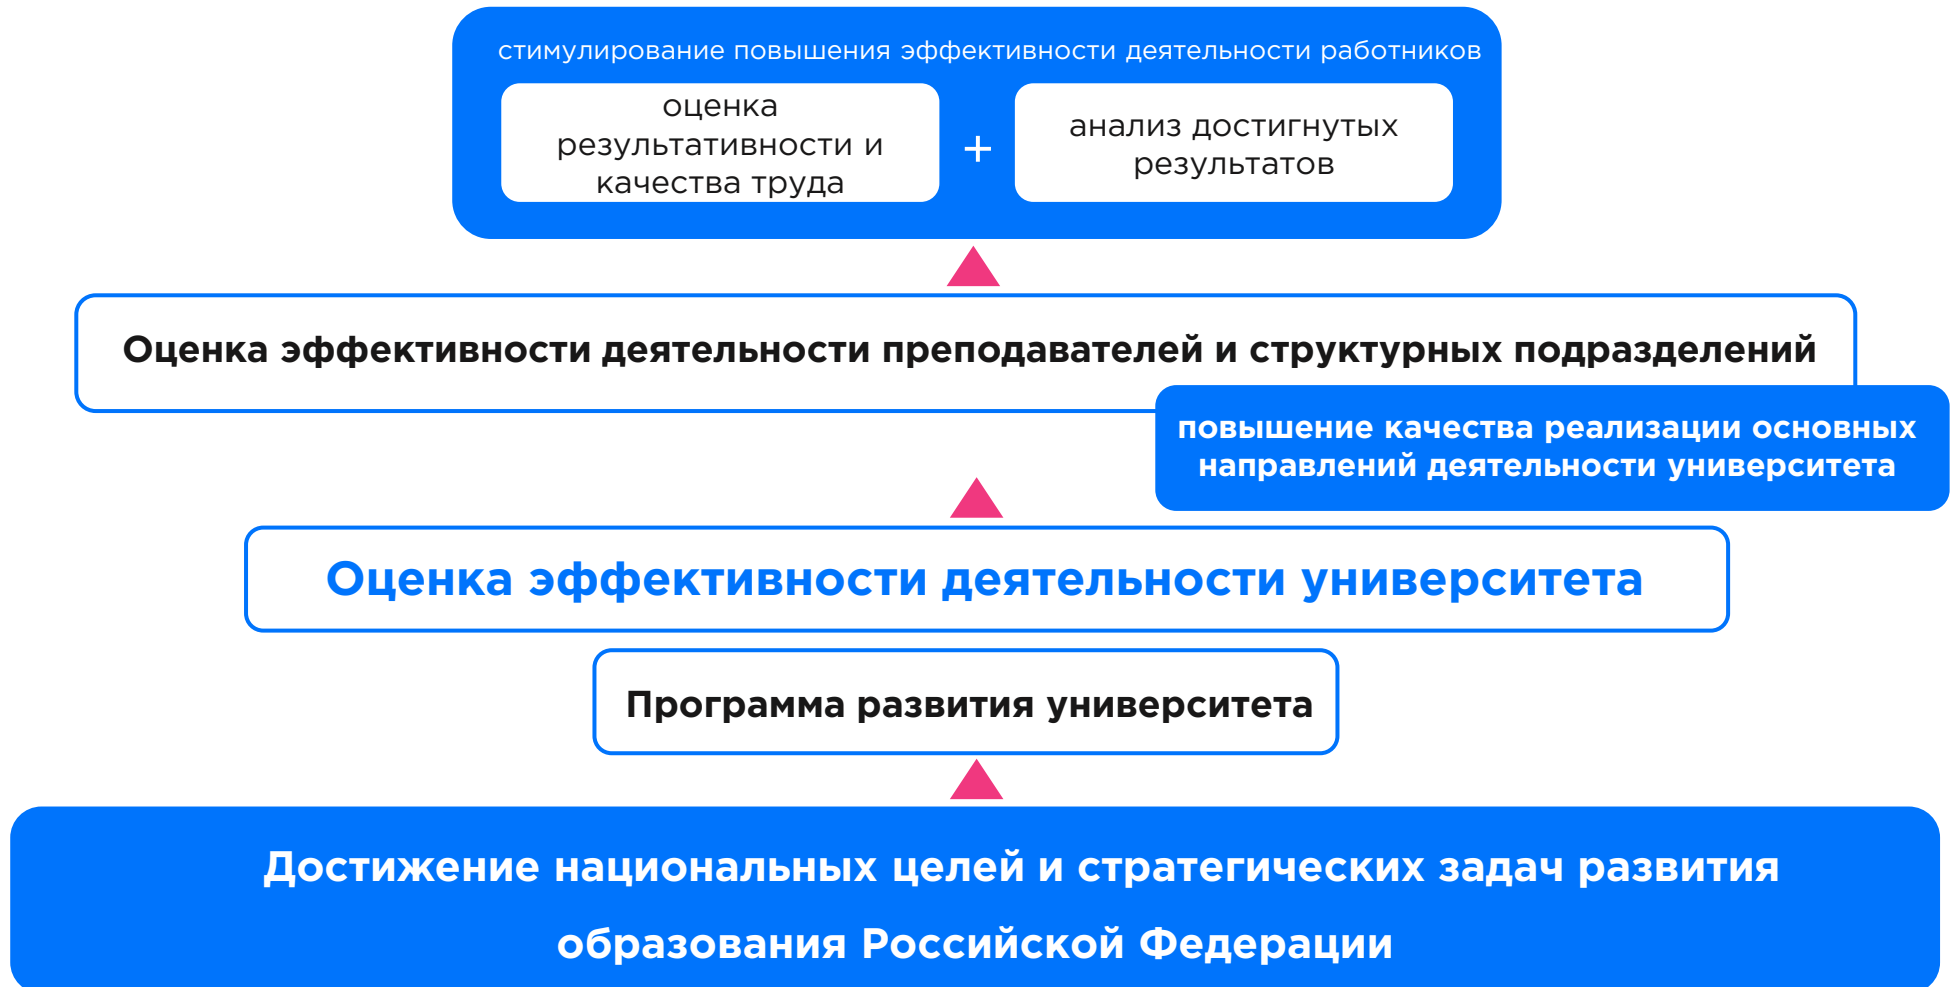 стимулирование повышения эффективности деятельности работников
оценка
результативности и
качества труда
+
анализ достигнутых
результатов
Оценка эффективности деятельности преподавателей и структурных подразделений
повышение качества реализации основных
направлений деятельности университета
Оценка эффективности деятельности университета
Программа развития университета
Достижение национальных целей и стратегических задач развития
образования Российской Федерации